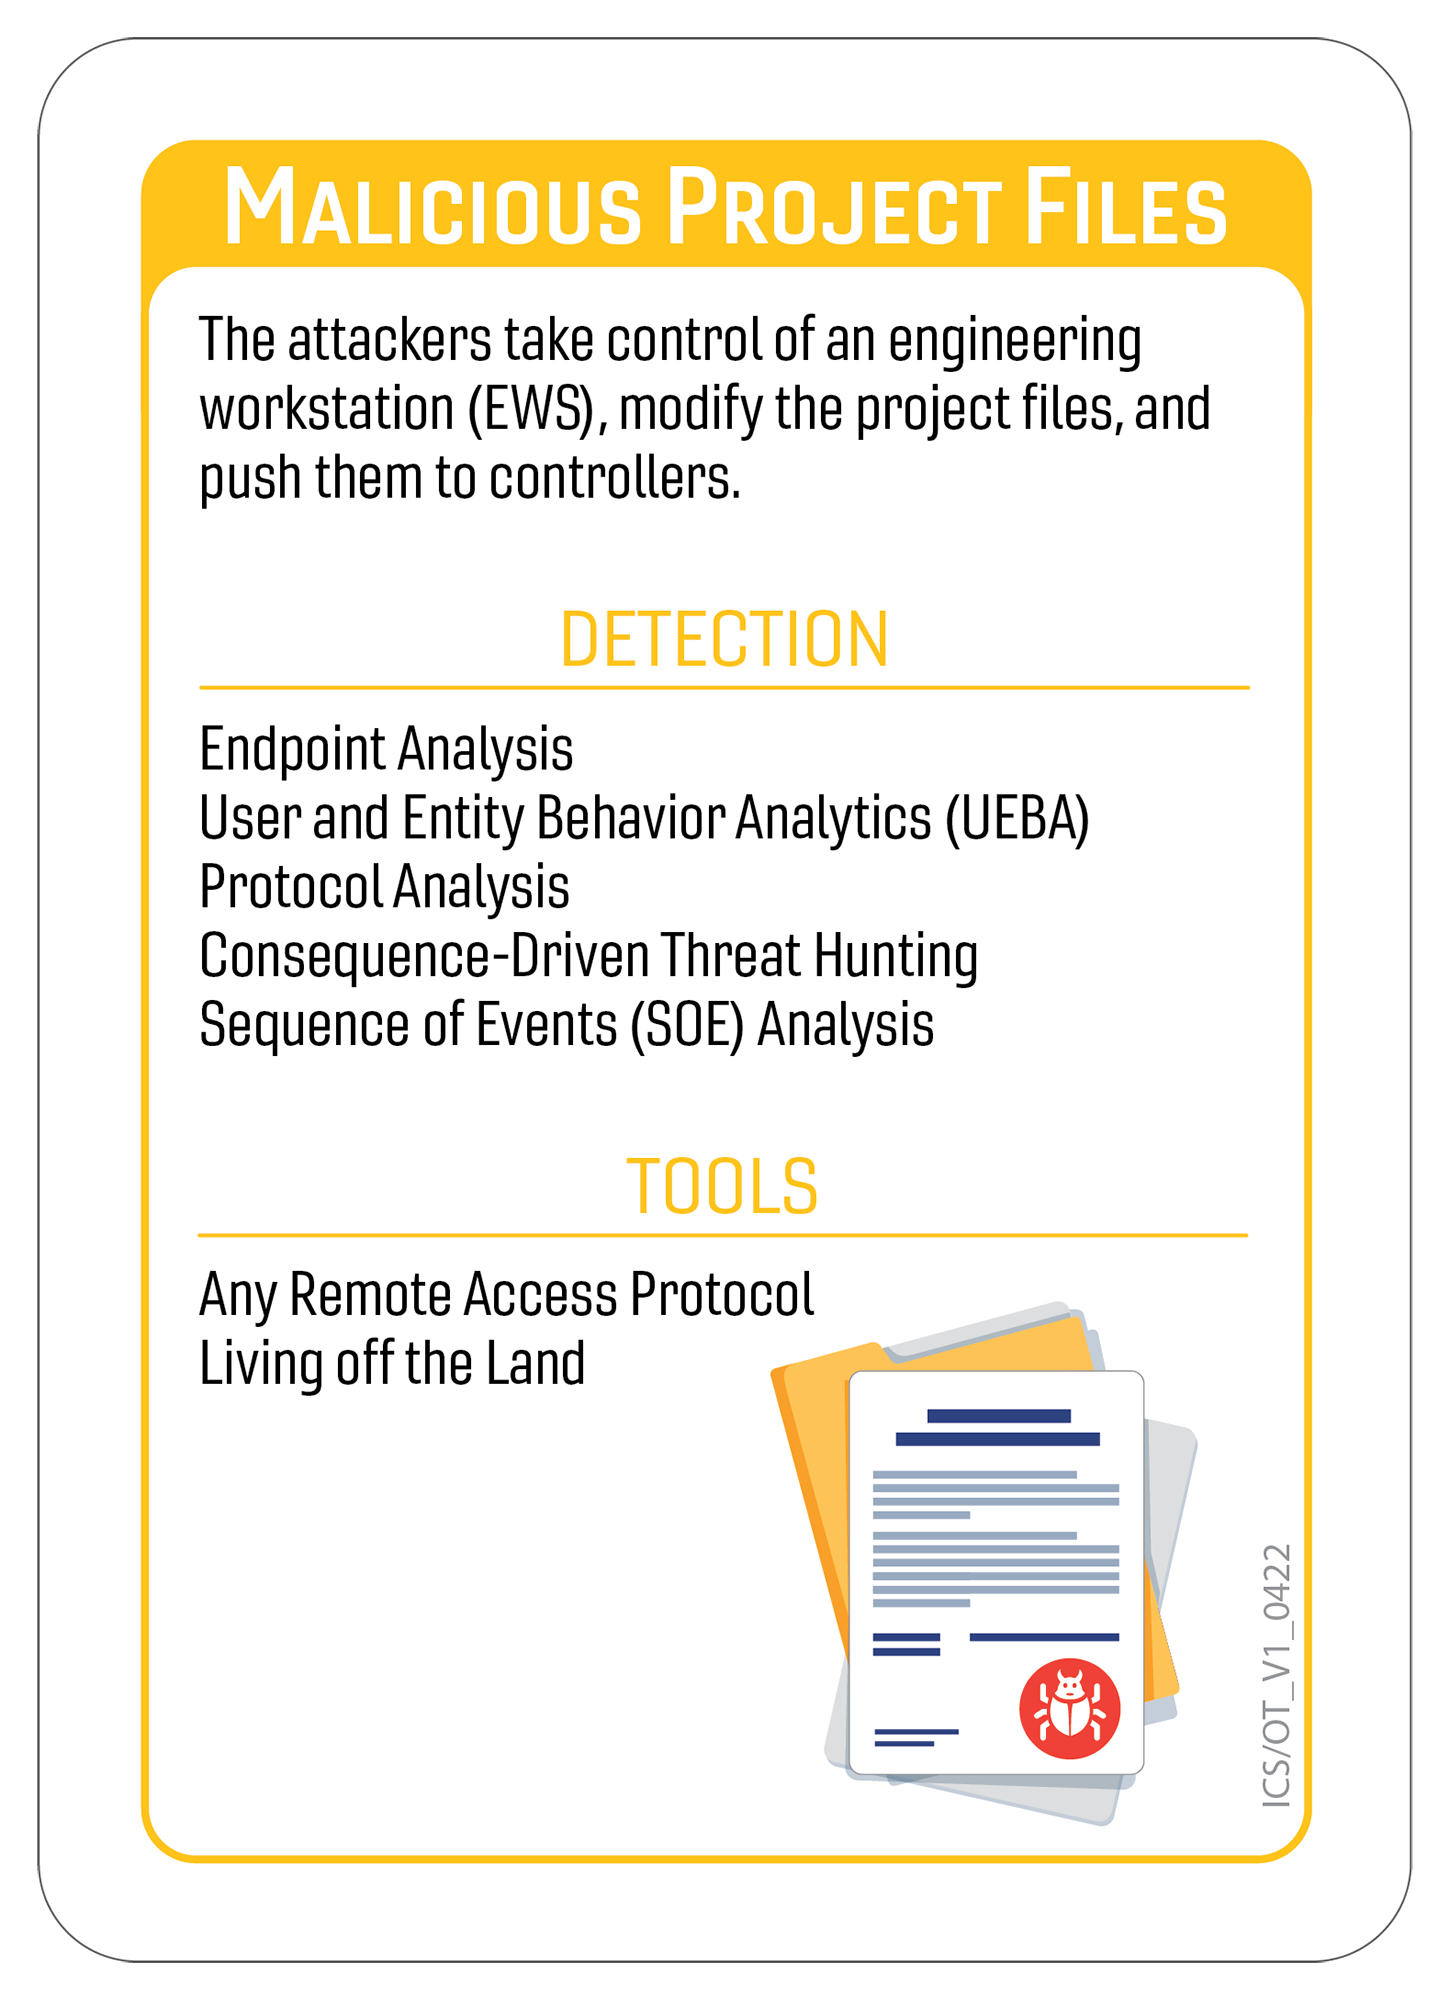 MALICIOUS PROJECT FILES
The attackers take control of an engineering
workstation (EWS), modify the project files, and
push them to controllers.
DETECTION
Endpoint Analysis
User and Entity Behavior Analytics (UEBA)
Protocol Analysis
Consequence-Driven Threat Hunting
Sequence of Events (SOE) Analysis
TOOLS
Any Remote Access Protocol
Living off the Land
ICS/OT_V1_0422